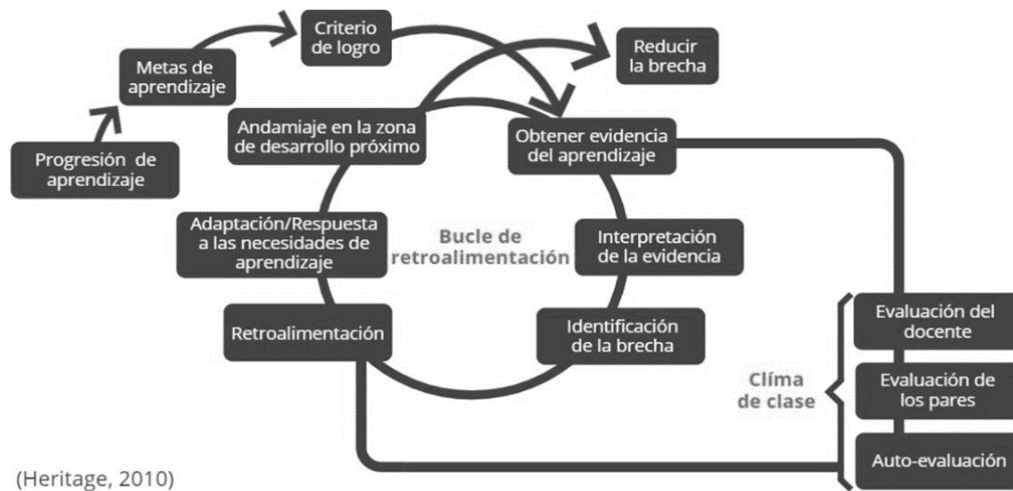 Criterio
de logro
Reducir
la brecha
Metas de
aprendizaje
Andamiaje en la zona
de desarrollo próximo
Obtener evidencia
del aprendizaje
Progresión de
aprendizaje
Adaptación/Respuesta
a las necesidades de
aprendizaje
Bucle de
retroalimentación
Interpretación
de la evidencia
Retroalimentación
Identificación
de la brecha
Evaluación del
docente
Clíma
de clase
Evaluación de
los pares
Auto-evaluación
(Heritage, 2010)